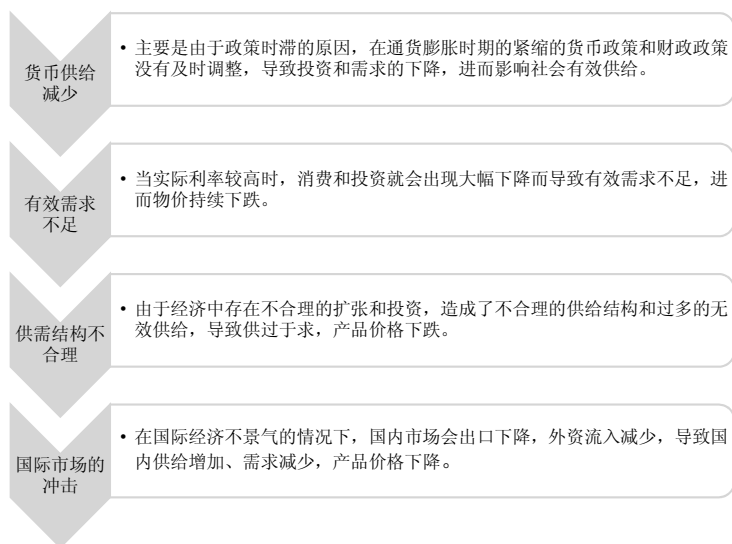 货币供给
减少
• 主要是由于政策时滞的原因，在通货膨胀时期的紧缩的货币政策和财政政策
没有及时调整，导致投资和需求的下降，进而影响社会有效供给。
有效需求
不足
• 当实际利率较高时，消费和投资就会出现大幅下降而导致有效需求不足，进
而物价持续下跌。
供需结构不
合理
• 由于经济中存在不合理的扩张和投资，造成了不合理的供给结构和过多的无
效供给，导致供过于求，产品价格下跌。
国际市场的
冲击
• 在国际经济不景气的情况下，国内市场会出口下降，外资流入减少，导致国
内供给增加、需求减少，产品价格下降。